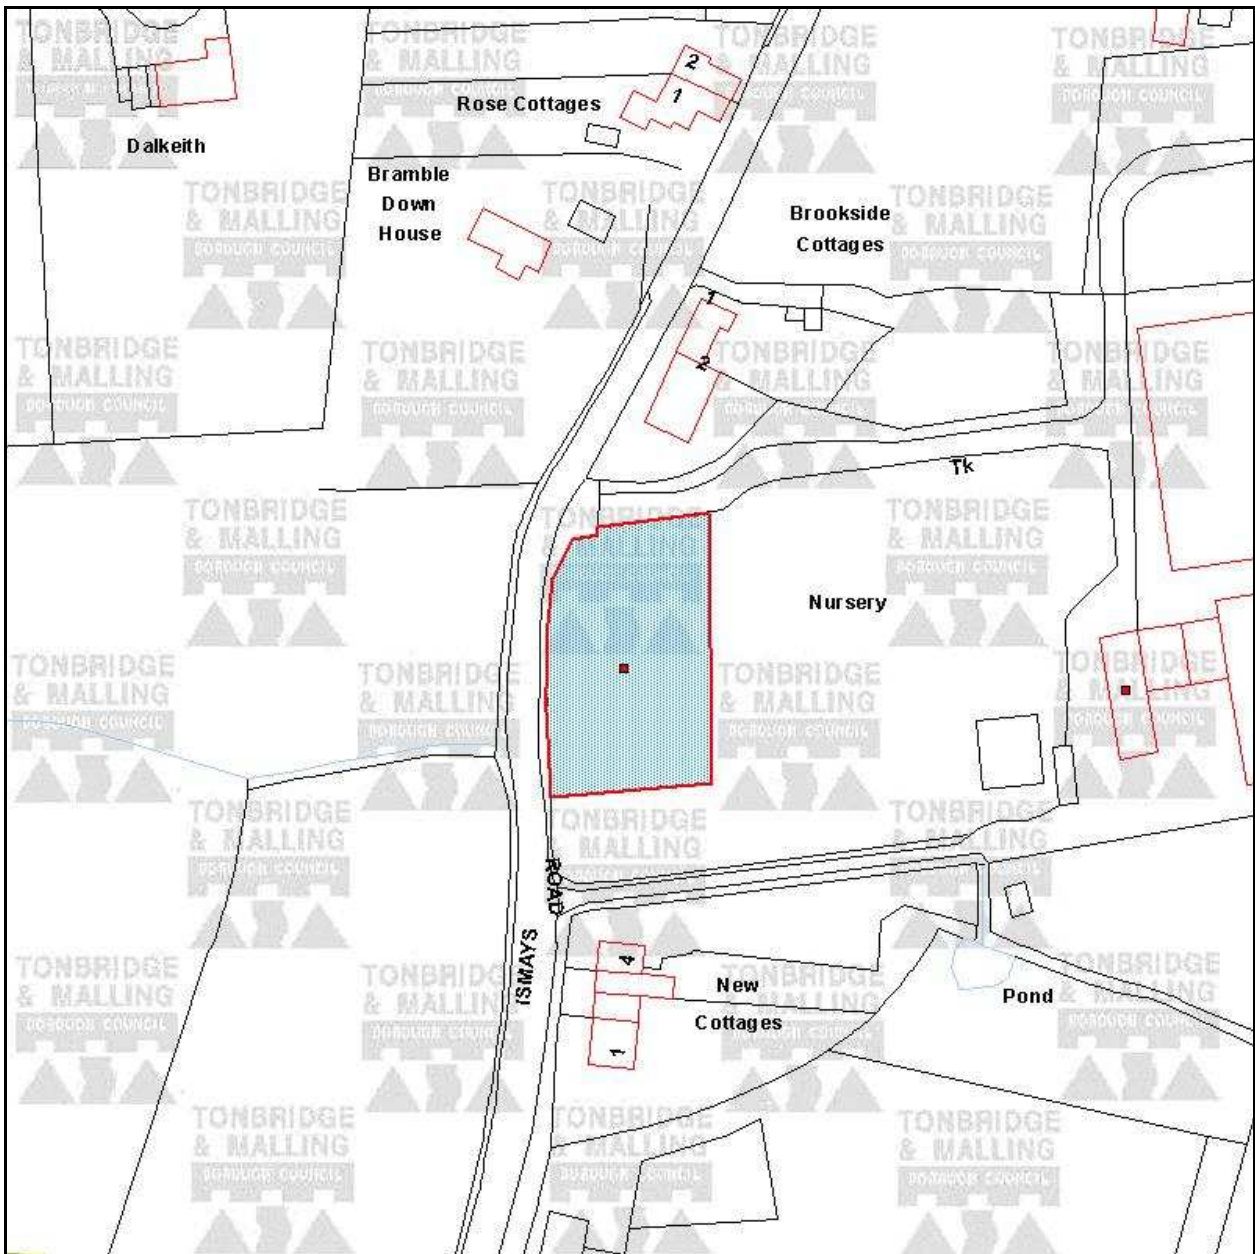 TONBRIDGE
& MALLING
BOROUGH COUNCIL
2
1
Rose Cottages
Dalkeith
Bramble
Down
House
Brookside
Cottages
1
2
Tk
Nursery
ROAD
ISMAYS
4
New
Cottages
1
Pond